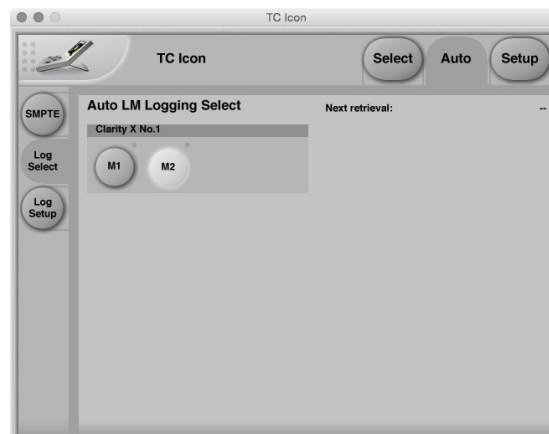 TC Icon
TC Icon
Select
Auto
Setup
SMPTE
Log
Select
Log
Setup
Auto LM Logging Select
Next retrieval:
--
Clarity X No.1
M1
M2